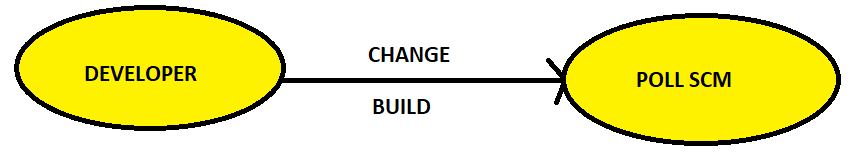 DEVELOPER
CHANGE
BUILD
POLL SCM